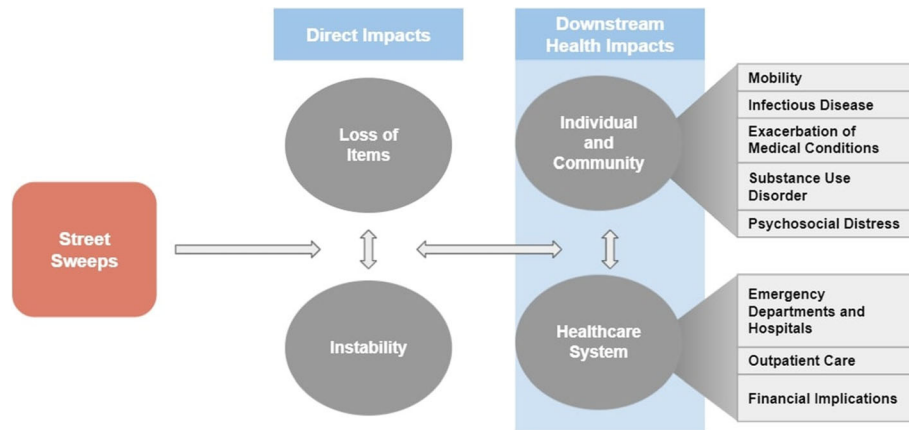 Direct Impacts
Downstream
Health Impacts
Loss of
Items
Individual
and
Community
Mobility
Infectious Disease
Exacerbation of
Medical Conditions
Substance Use
Disorder
Psychosocial Distress
Street
Sweeps
Instability
Healthcare
System
Emergency
Departments and
Hospitals
Outpatient Care
Financial Implications